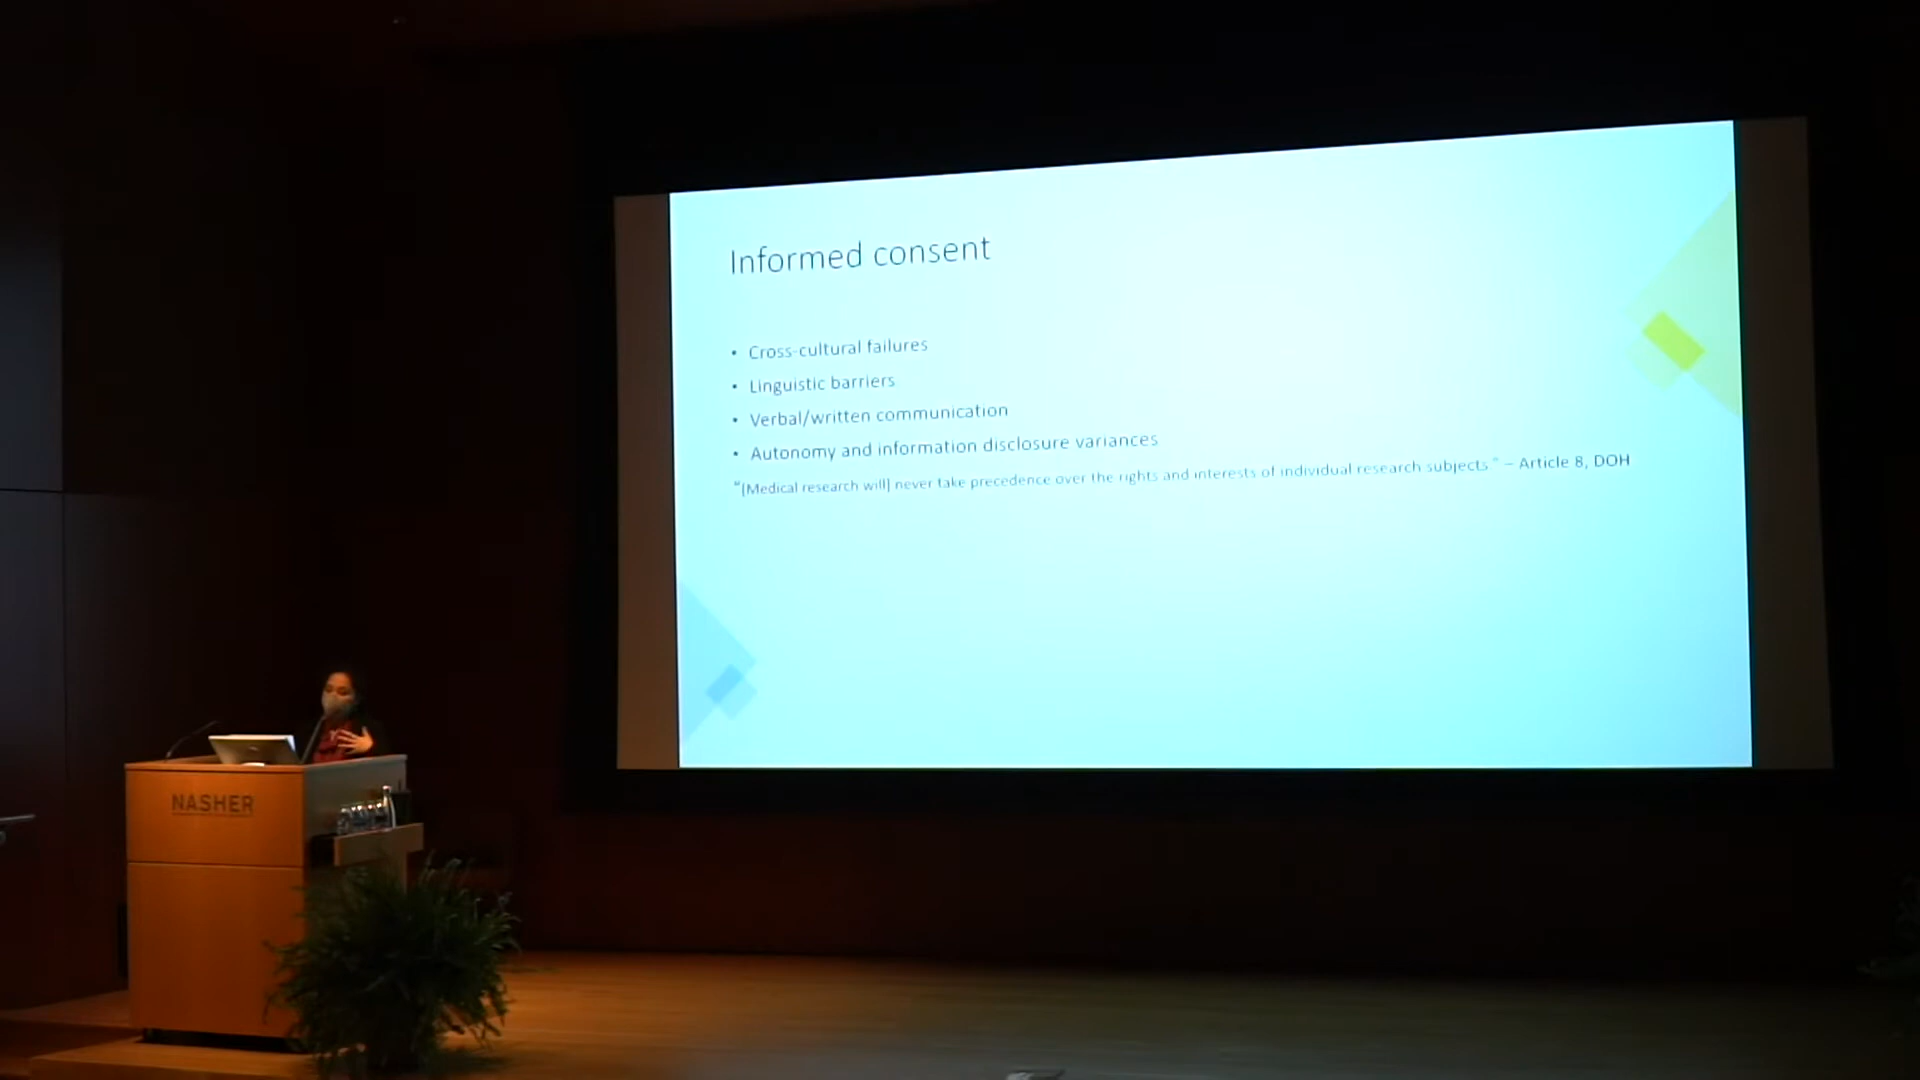 Informed consent
• Cross-cultural failures
• Linguistic barriers
• Verbal/written communication
• Autonomy and information disclosure variances
"[Medical research will] never take precedence over the rights and interests of individual research subjects" – Article 8, DOH
NASHER